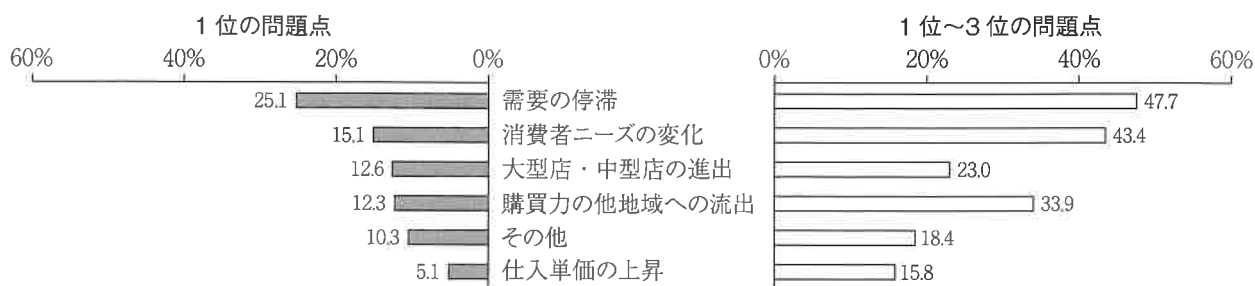 1位の問題点
1位~3位の問題点
60% 40% 20% 0%
0% 20% 40% 60%
25.1 需要の停滞 47.7
15.1 消費者ニーズの変化 43.4
12.6 大型店・中型店の進出 23.0
12.3 購買力の他地域への流出 33.9
10.3 その他 18.4
5.1 仕入単価の上昇 15.8